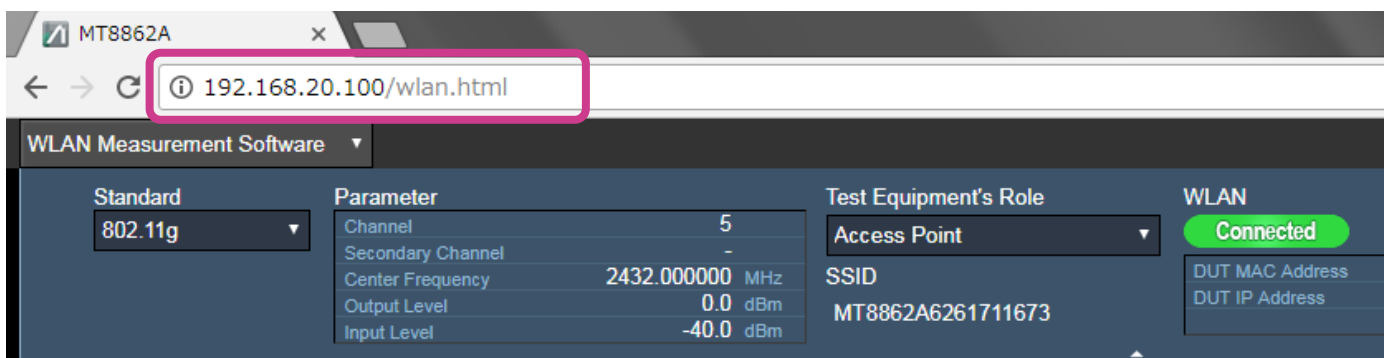 MT8862A
192.168.20.100/wlan.html
WLAN Measurement Software
Standard
802.11g
Parameter
Channel 5
Secondary Channel -
Center Frequency 2432.000000 MHz
Output Level 0.0 dBm
Input Level -40.0 dBm
Test Equipment's Role
Access Point
SSID
MT8862A6261711673
WLAN
Connected
DUT MAC Address
DUT IP Address